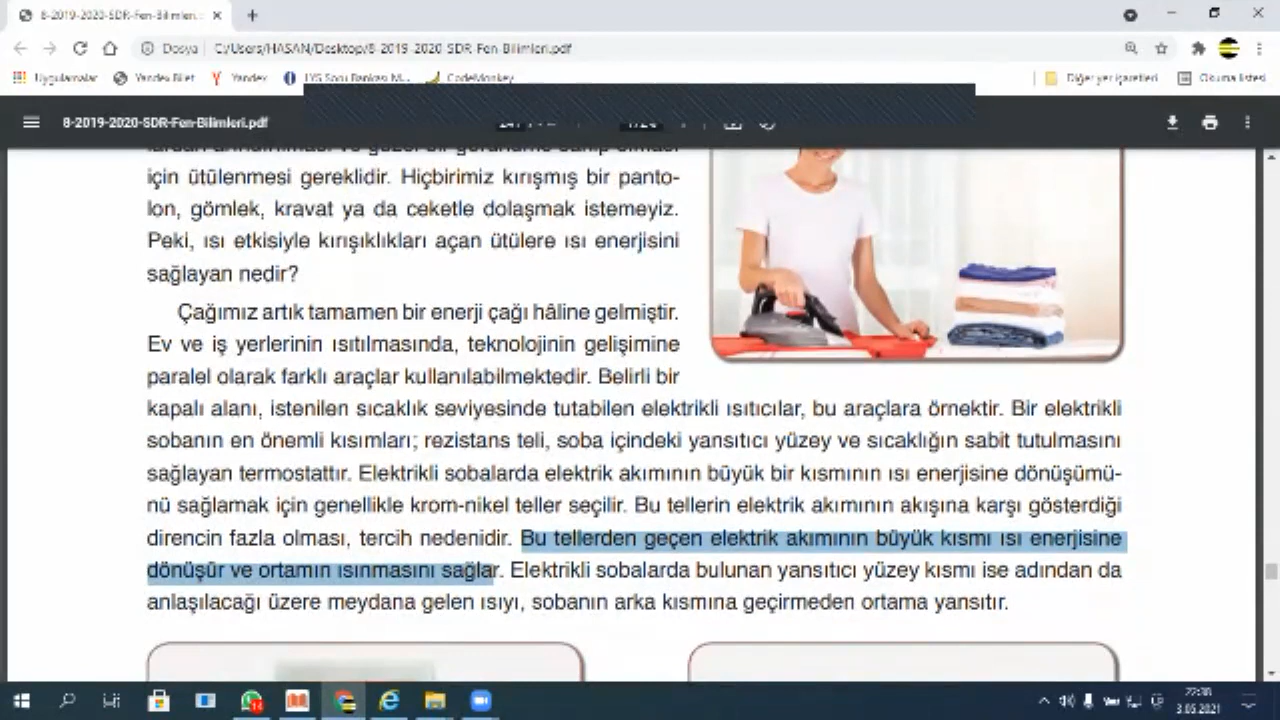 8-2019-2020-SDR-Fen-Bilimleri.p
Dosya | C:/Users/HASAN/Desktop/8-2019-2020-SDR-Fen-Bilimleri.pdf
Uygulamalar Yandex Bilet Yandex LYS Soru Bankası M... CodeMonkey Diğer yer işaretleri Okuma listesi
8-2019-2020-SDR-Fen-Bilimleri.pdf
için ütülenmesi gereklidir. Hiçbirimiz kırışmış bir panto-
lon, gömlek, kravat ya da ceketle dolaşmak istemeyiz.
Peki, ısı etkisiyle kırışıklıkları açan ütülere ısı enerjisini
sağlayan nedir?
Çağımız artık tamamen bir enerji çağı hâline gelmiştir.
Ev ve iş yerlerinin ısıtılmasında, teknolojinin gelişimine
paralel olarak farklı araçlar kullanılabilmektedir. Belirli bir
kapalı alanı, istenilen sıcaklık seviyesinde tutabilen elektrikli ısıtıcılar, bu araçlara örnektir. Bir elektrikli
sobanın en önemli kısımları; rezistans teli, soba içindeki yansıtıcı yüzey ve sıcaklığın sabit tutulmasını
sağlayan termostattır. Elektrikli sobalarda elektrik akımının büyük bir kısmının ısı enerjisine dönüşümü-
nü sağlamak için genellikle krom-nikel teller seçilir. Bu tellerin elektrik akımının akışına karşı gösterdiği
direncin fazla olması, tercih nedenidir. Bu tellerden geçen elektrik akımının büyük kısmı ısı enerjisine
dönüşür ve ortamın ısınmasını sağlar. Elektrikli sobalarda bulunan yansıtıcı yüzey kısmı ise adından da
anlaşılacağı üzere meydana gelen ısıyı, sobanın arka kısmına geçirmeden ortama yansıtır.
22:38
3.05.2021